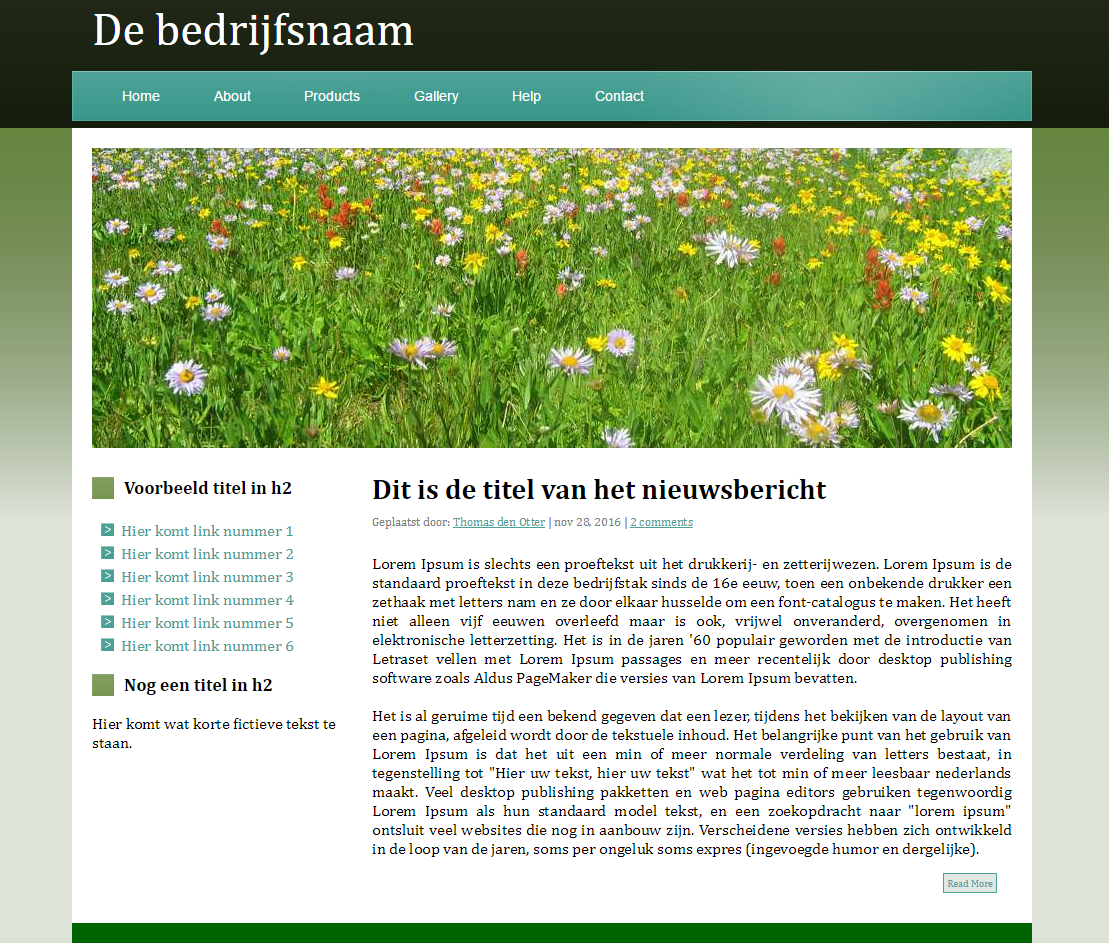 De bedrijfsnaam
Home About Products Gallery Help Contact
Voorbeeld titel in h2
> Hier komt link nummer 1
> Hier komt link nummer 2
> Hier komt link nummer 3
> Hier komt link nummer 4
> Hier komt link nummer 5
> Hier komt link nummer 6
Nog een titel in h2
Hier komt wat korte fictieve tekst te
staan.
Dit is de titel van het nieuwsbericht
Geplaatst door: Thomas den Otter | nov 28, 2016 | 2 comments
Lorem Ipsum is slechts een proeftekst uit het drukkerij- en zetterijwezen. Lorem Ipsum is de
standaard proeftekst in deze bedrijfstak sinds de 16e eeuw, toen een onbekende drukker een
zethaak met letters nam en ze door elkaar husselde om een font-catalogus te maken. Het heeft
niet alleen vijf eeuwen overleefd maar is ook, vrijwel onveranderd, overgenomen in
elektronische letterzetting. Het is in de jaren '60 populair geworden met de introductie van
Letraset vellen met Lorem Ipsum passages en meer recentelijk door desktop publishing
software zoals Aldus PageMaker die versies van Lorem Ipsum bevatten.
Het is al geruime tijd een bekend gegeven dat een lezer, tijdens het bekijken van de layout van
een pagina, afgeleid wordt door de tekstuele inhoud. Het belangrijke punt van het gebruik van
Lorem Ipsum is dat het uit een min of meer normale verdeling van letters bestaat, in
tegenstelling tot "Hier uw tekst, hier uw tekst" wat het tot min of meer leesbaar nederlands
maakt. Veel desktop publishing pakketten en web pagina editors gebruiken tegenwoordig
Lorem Ipsum als hun standaard model tekst, en een zoekopdracht naar "lorem ipsum"
ontsluit veel websites die nog in aanbouw zijn. Verscheidene versies hebben zich ontwikkeld
in de loop van de jaren, soms per ongeluk soms expres (ingevoegde humor en dergelijke).
Read More